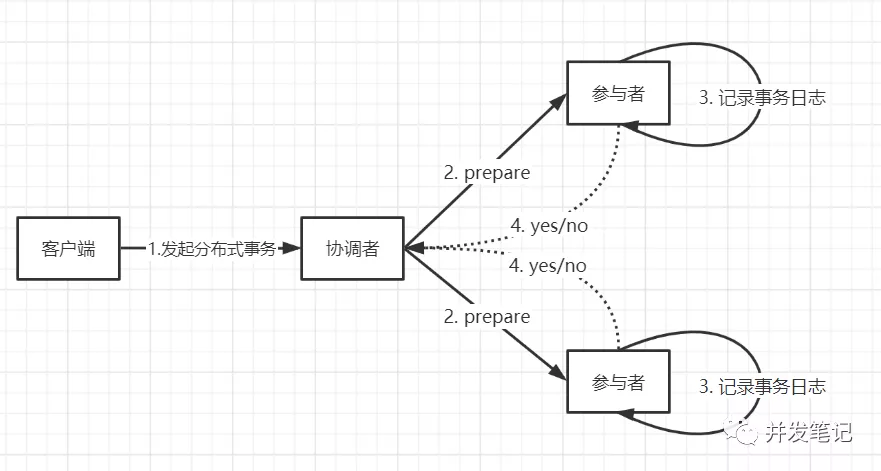 参与者
3. 记录事务日志
2. prepare
4. yes/no
客户端
1.发起分布式事务
协调者
4. yes/no
2. prepare
参与者
3. 记录事务日志
并发笔记